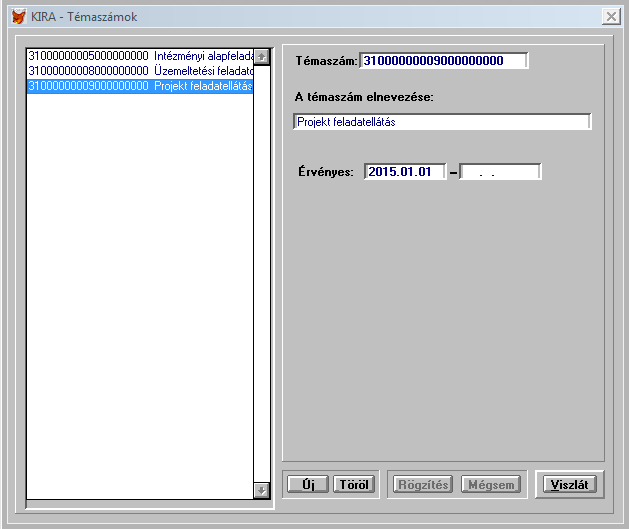 KIRA - Témaszámok
31000000005000000000 Intézményi alapfelada
31000000008000000000 Üzemeltetési feladato
31000000009000000000 Projekt feladatellátás
Témaszám: 31000000009000000000
A témaszám elnevezése:
Projekt feladatellátás
Érvényes: 2015.01.01 – . .
Új Töröl Rögzítés Mégsem Viszlát